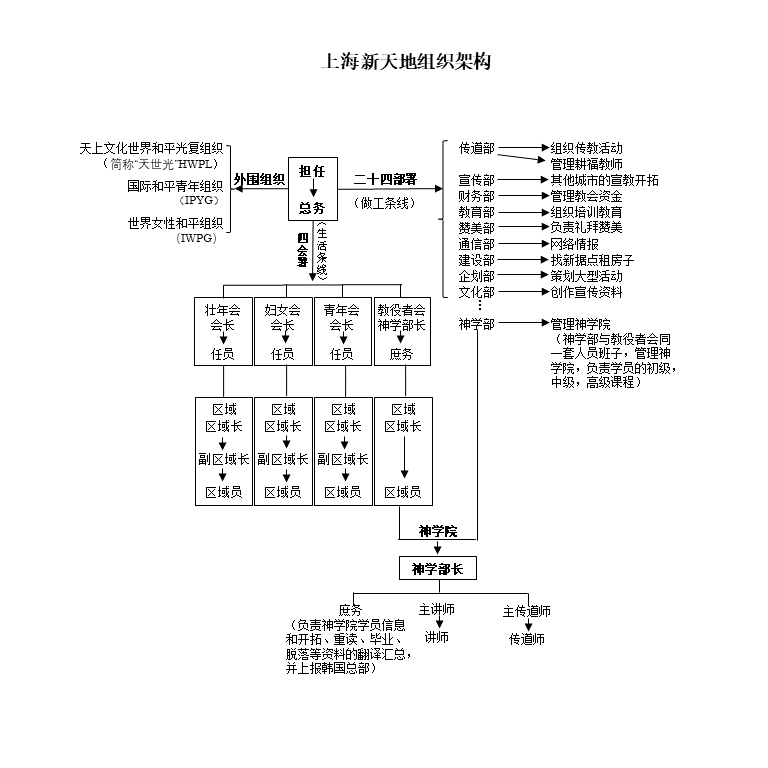 上海新天地组织架构
天上文化世界和平光复组织
（简称“天世光”HWPL）
国际和平青年组织
（IPYG）
世界女性和平组织
（IWPG）
外围组织
担任
总务
二十四部署
（做工条线）
四会署
（生活条线）
传道部
组织传教活动
管理耕福教师
宣传部
其他城市的宣教开拓
财务部
管理教会资金
教育部
组织培训教育
赞美部
负责礼拜赞美
通信部
网络情报
建设部
找新据点租房子
企划部
策划大型活动
文化部
创作宣传资料
神学部
管理神学院
（神学部与教役者会同
一套人员班子，管理神
学院，负责学员的初级，
中级，高级课程）
壮年会
会长
任员
妇女会
会长
任员
青年会
会长
任员
教役者会
神学部长
庶务
区域
区域长
副区域长
区域员
区域
区域长
副区域长
区域员
区域
区域长
副区域长
区域员
区域
区域长
区域员
神学院
神学部长
庶务
（负责神学院学员信息
和开拓、重读、毕业、
脱落等资料的翻译汇总，
并上报韩国总部）
主讲师
讲师
主传道师
传道师